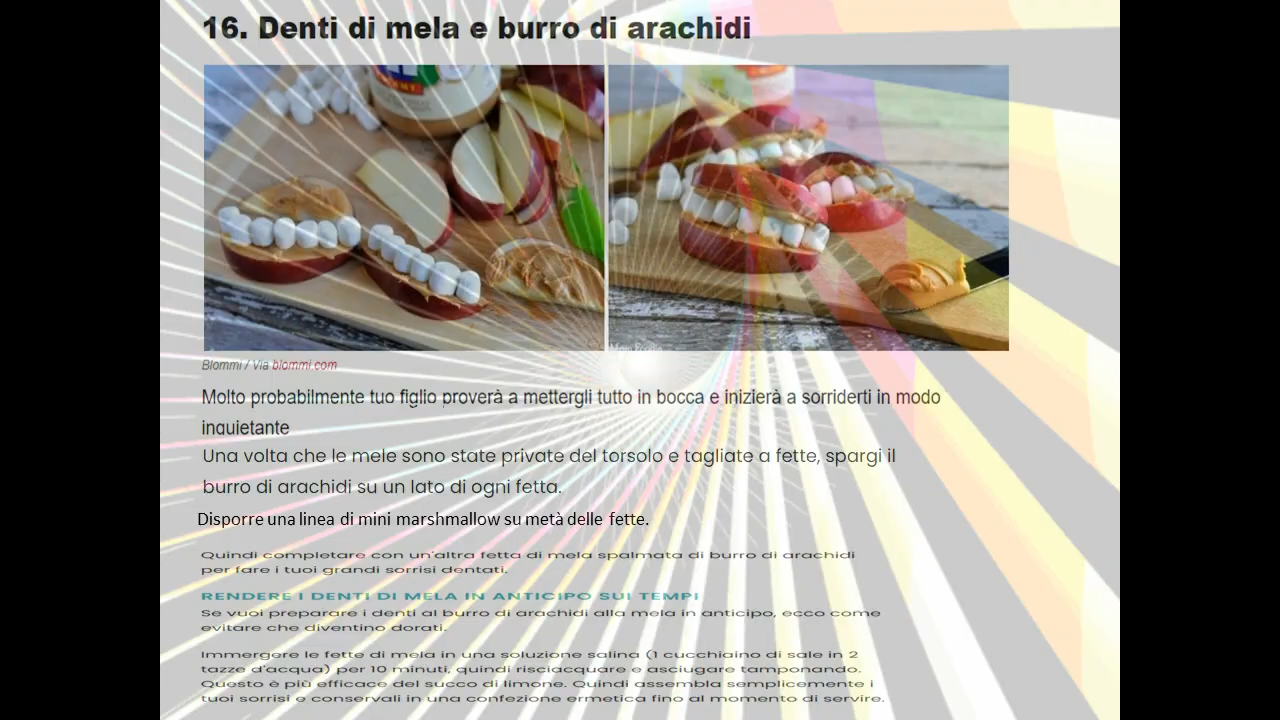 16. Denti di mela e burro di arachidi
Blommi / Via blommi.com
Molto probabilmente tuo figlio proverà a mettergli tutto in bocca e inizierà a sorriderti in modo
inquietante
Una volta che le mele sono state private del torsolo e tagliate a fette, spargi il
burro di arachidi su un lato di ogni fetta.
Disporre una linea di mini marshmallow su metà delle fette.
Quindi completare con un'altra fetta di mela spalmata di burro di arachidi
per fare i tuoi grandi sorrisi dentati.
RENDERE I DENTI DI MELA IN ANTICIPO SUI TEMPI
Se vuoi preparare i denti al burro di arachidi alla mela in anticipo, ecco come
evitare che diventino dorati.
Immergere le fette di mela in una soluzione salina (1 cucchiaino di sale in 2
tazze d'acqua) per 10 minuti, quindi risciacquare e asciugare tamponando.
Questo è più efficace del succo di limone. Quindi assembla semplicemente i
tuoi sorrisi e conservali in una confezione ermetica fino al momento di servire.